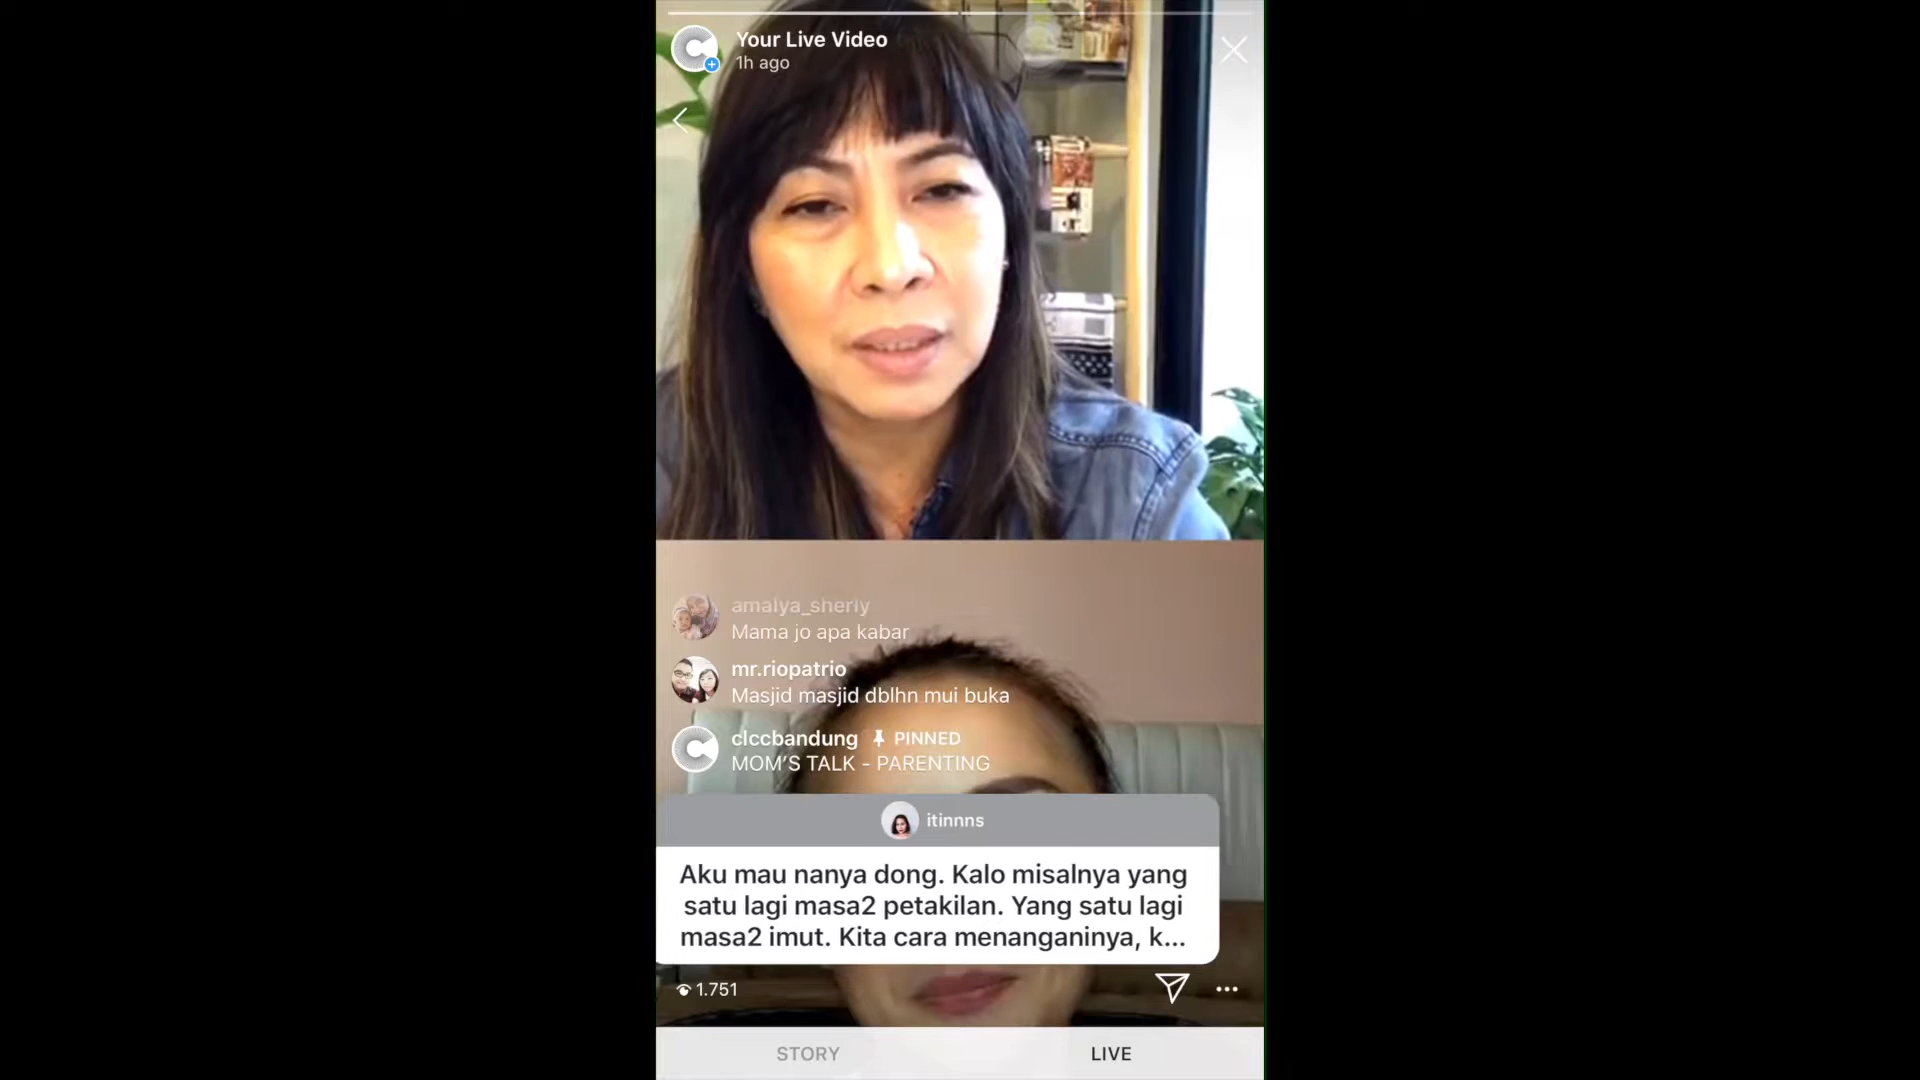 Your Live Video
1h ago
amalya_sherly
Mama jo apa kabar
mr.riopatrio
Masjid masjid dblhn mui buka
clccbandung PINNED
MOM'S TALK - PARENTING
itinnns
Aku mau nanya dong. Kalo misalnya yang
satu lagi masa2 petakilan. Yang satu lagi
masa2 imut. Kita cara menanganinya, k...
1.751
STORY
LIVE